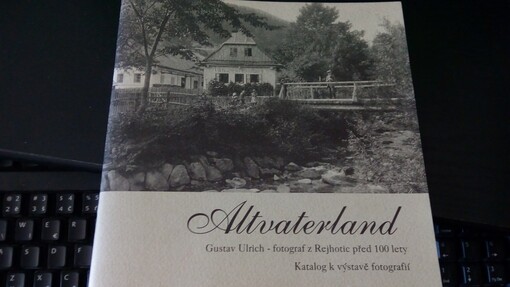 Altvaterland
Gustav Ulrich - fotograf z Rejhotic před 100 lety
Katalog k výstavě fotografií